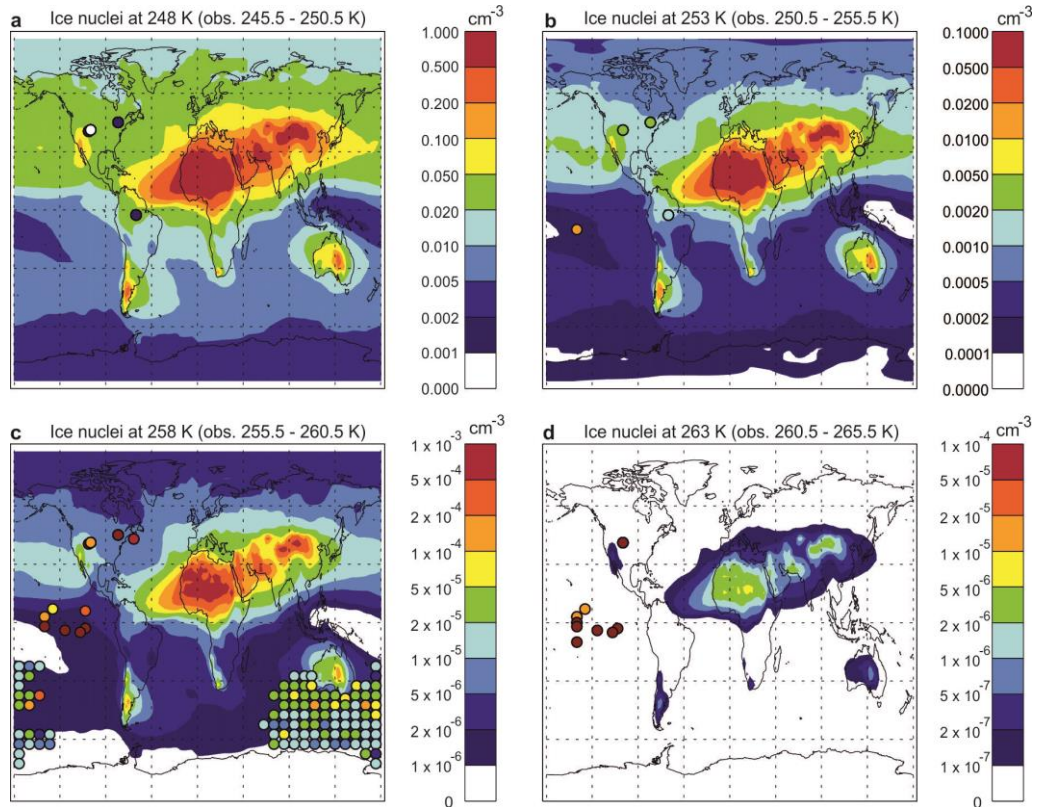 a Ice nuclei at 248 K (obs. 245.5 - 250.5 K) cm-3
1.000
0.500
0.200
0.100
0.050
0.020
0.010
0.005
0.002
0.001
0.000
b Ice nuclei at 253 K (obs. 250.5 - 255.5 K) cm-3
0.1000
0.0500
0.0200
0.0100
0.0050
0.0020
0.0010
0.0005
0.0002
0.0001
0.0000
c Ice nuclei at 258 K (obs. 255.5 - 260.5 K) cm-3
1 x 10-3
5 x 10-4
2 x 10-4
1 x 10-4
5 x 10-5
2 x 10-5
1 x 10-5
5 x 10-6
2 x 10-6
1 x 10-6
0
d Ice nuclei at 263 K (obs. 260.5 - 265.5 K) cm-3
1 x 10-4
5 x 10-5
2 x 10-5
1 x 10-5
5 x 10-6
2 x 10-6
1 x 10-6
5 x 10-7
2 x 10-7
1 x 10-7
0